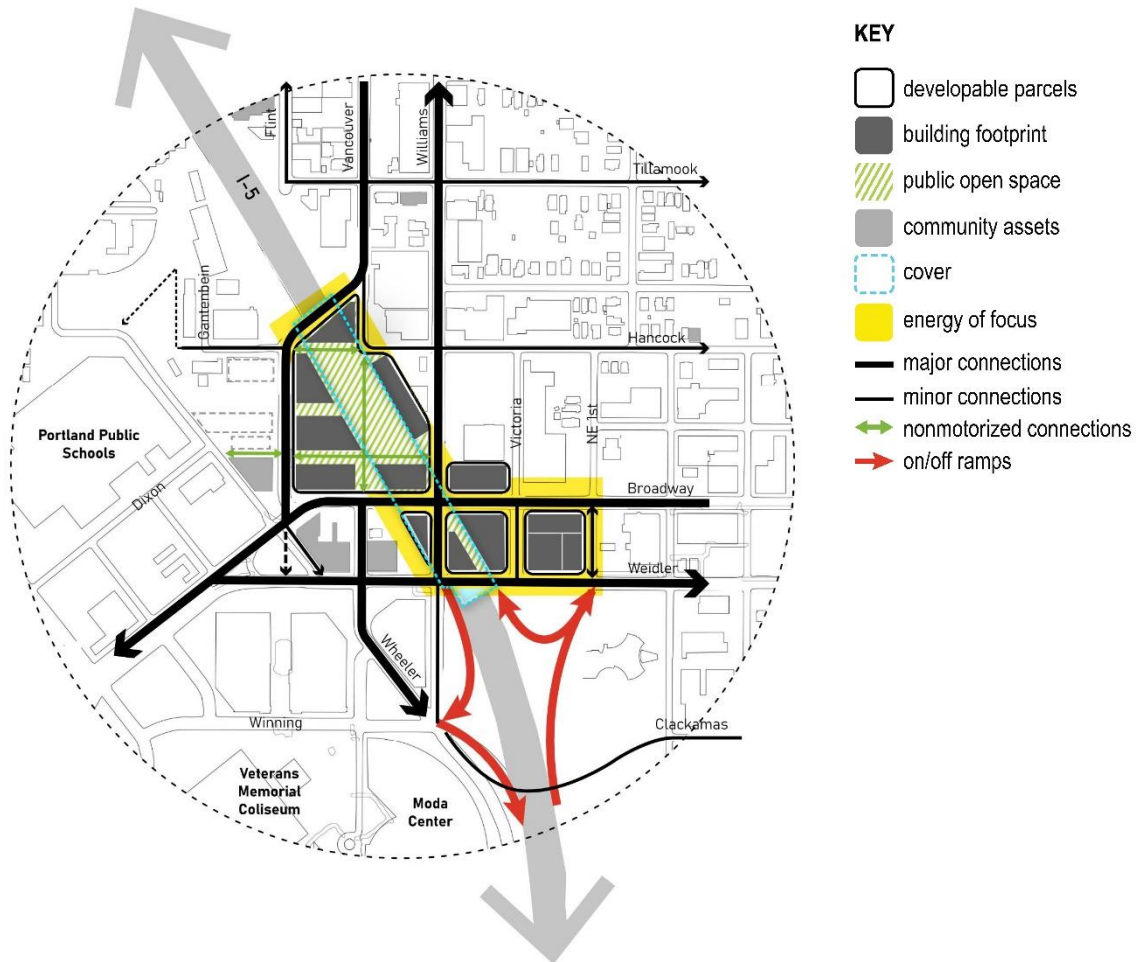 KEY
developable parcels
building footprint
public open space
community assets
cover
energy of focus
major connections
minor connections
nonmotorized connections
on/off ramps
Flint
Vancouver
Williams
I-5
Tillamook
Gantenbein
Hancock
Victoria
NE 1st
Portland Public
Schools
Dixon
Broadway
Weidler
Wheeler
Winning
Clackamas
Veterans
Memorial
Coliseum
Moda
Center